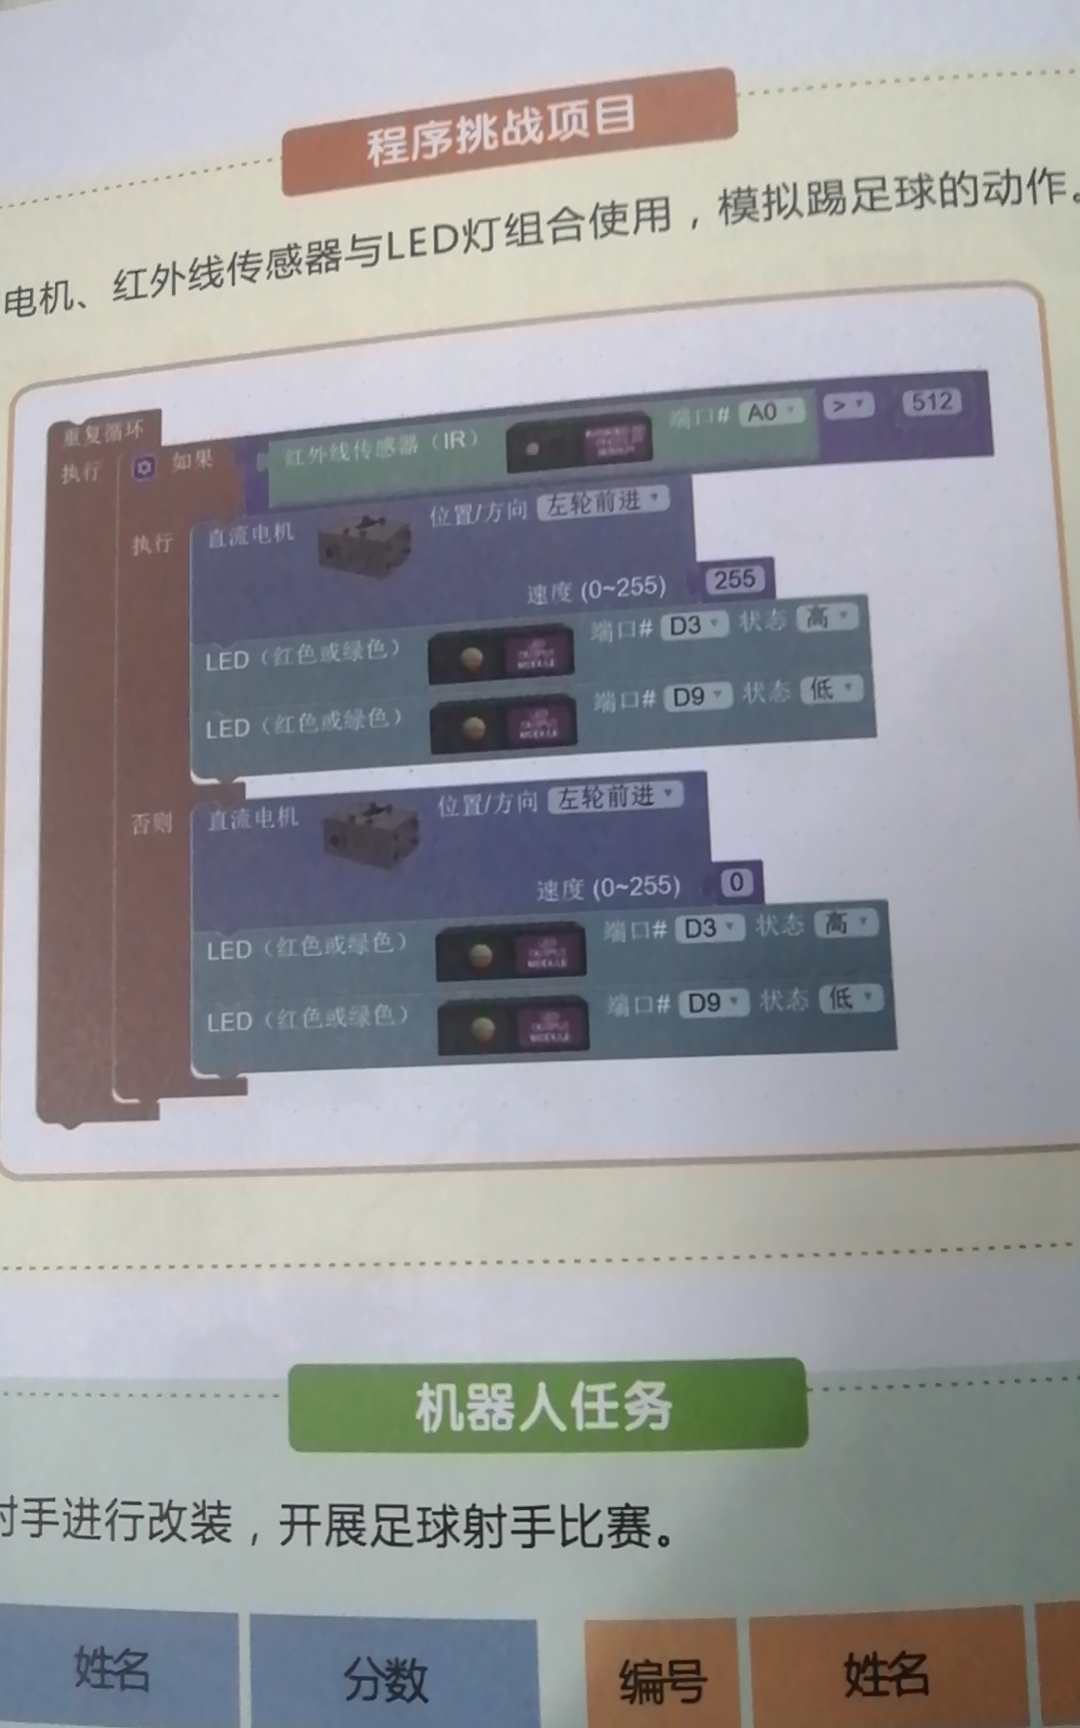 程序挑战项目
电机、红外线传感器与LED灯组合使用，模拟踢足球的动作。
重复循环
执行 如果 红外线传感器（IR） 端口# A0 > 512
执行 直流电机 位置/方向 左轮前进
速度 (0~255) 255
LED（红色或绿色） 端口# D3 状态 高
LED（红色或绿色） 端口# D9 状态 低
否则 直流电机 位置/方向 左轮前进
速度 (0~255) 0
LED（红色或绿色） 端口# D3 状态 高
LED（红色或绿色） 端口# D9 状态 低
机器人任务
射手进行改装，开展足球射手比赛。
姓名 分数 编号 姓名